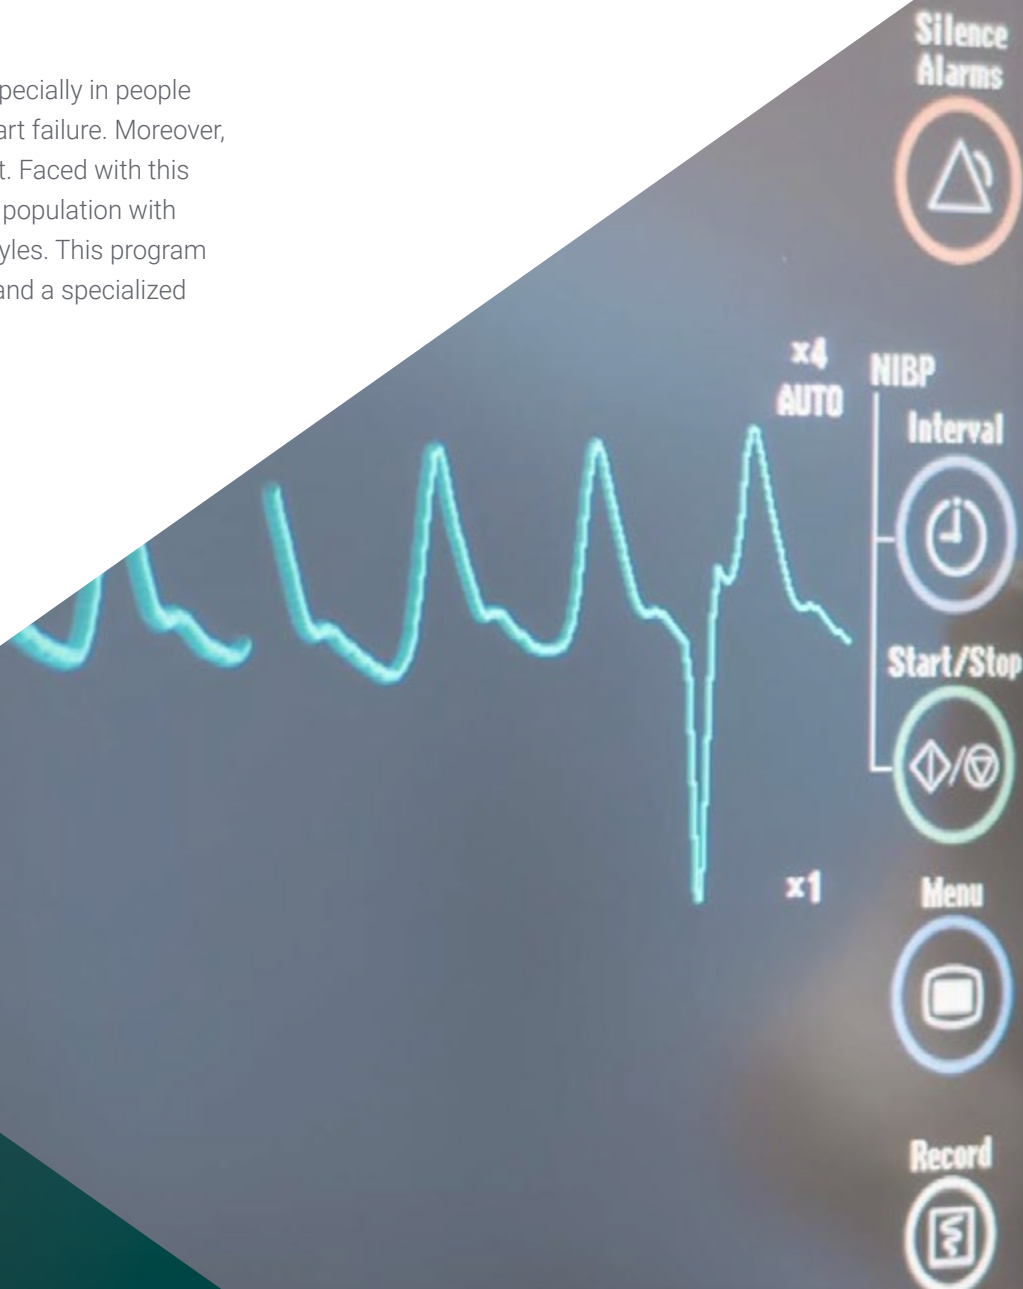 pecially in people
art failure. Moreover,
t. Faced with this
population with
yles. This program
and a specialized
Silence
Alarms
x4
AUTO
NIBP
Interval
Start/Stop
x1
Menu
Record